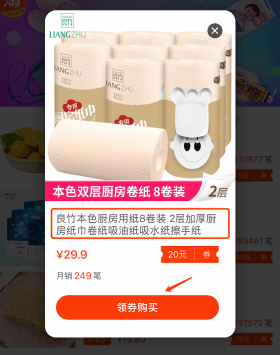 良竹
LIANGZHU
本色双层厨房卷纸 8卷装
2层
良竹本色厨房用纸8卷装 2层加厚厨
房纸巾卷纸吸油纸吸水纸擦手纸
¥29.9
20元 券
月销 249 笔
领券购买